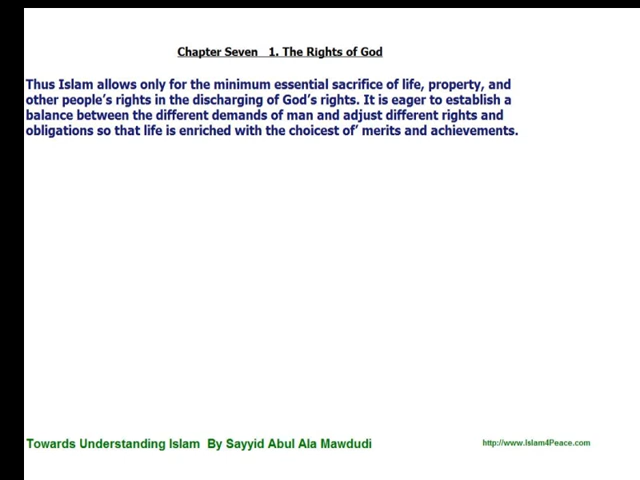 Chapter Seven 1. The Rights of God
Thus Islam allows only for the minimum essential sacrifice of life, property, and
other people's rights in the discharging of God's rights. It is eager to establish a
balance between the different demands of man and adjust different rights and
obligations so that life is enriched with the choicest of' merits and achievements.
Towards Understanding Islam By Sayyid Abul Ala Mawdudi
http://www.Islam4Peace.com